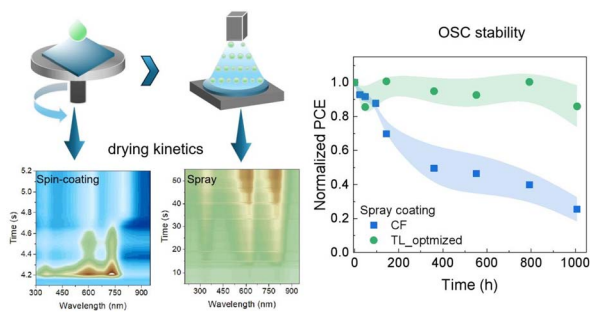 OSC stability
drying kinetics
Spin-coating
Time (s)
5.2
5.0
4.8
4.6
4.4
4.2
300 450 600 750 900
Wavelength (nm)
Spray
Time (s)
60
50
40
30
20
10
300 450 600 750 900
Wavelength (nm)
Normalized PCE
1.0
0.8
0.6
0.4
0.2
0.0
Spray coating
CF
TL_optmized
0 200 400 600 800 1000
Time (h)